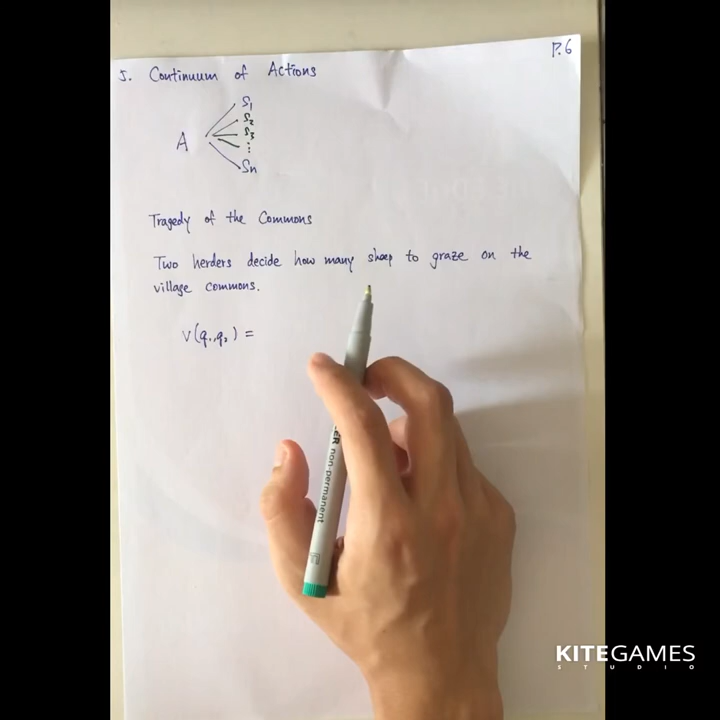 P.6
5. Continuum of Actions
S1
S2
S3
A
...
Sn
Tragedy of the Commons
Two herders decide how many sheep to graze on the
village commons.
V(q1,q2) =
ER non-permanent
KITEGAMES
STUDIO